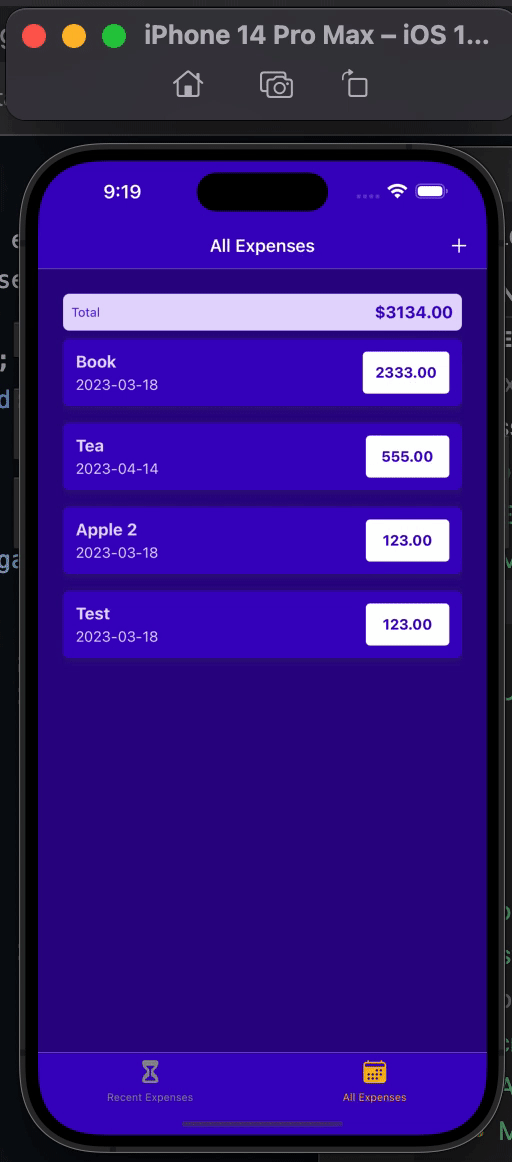 iPhone 14 Pro Max – iOS 1...
9:19
All Expenses
Total $3134.00
Book
2023-03-18
2333.00
Tea
2023-04-14
555.00
Apple 2
2023-03-18
123.00
Test
2023-03-18
123.00
Recent Expenses
All Expenses